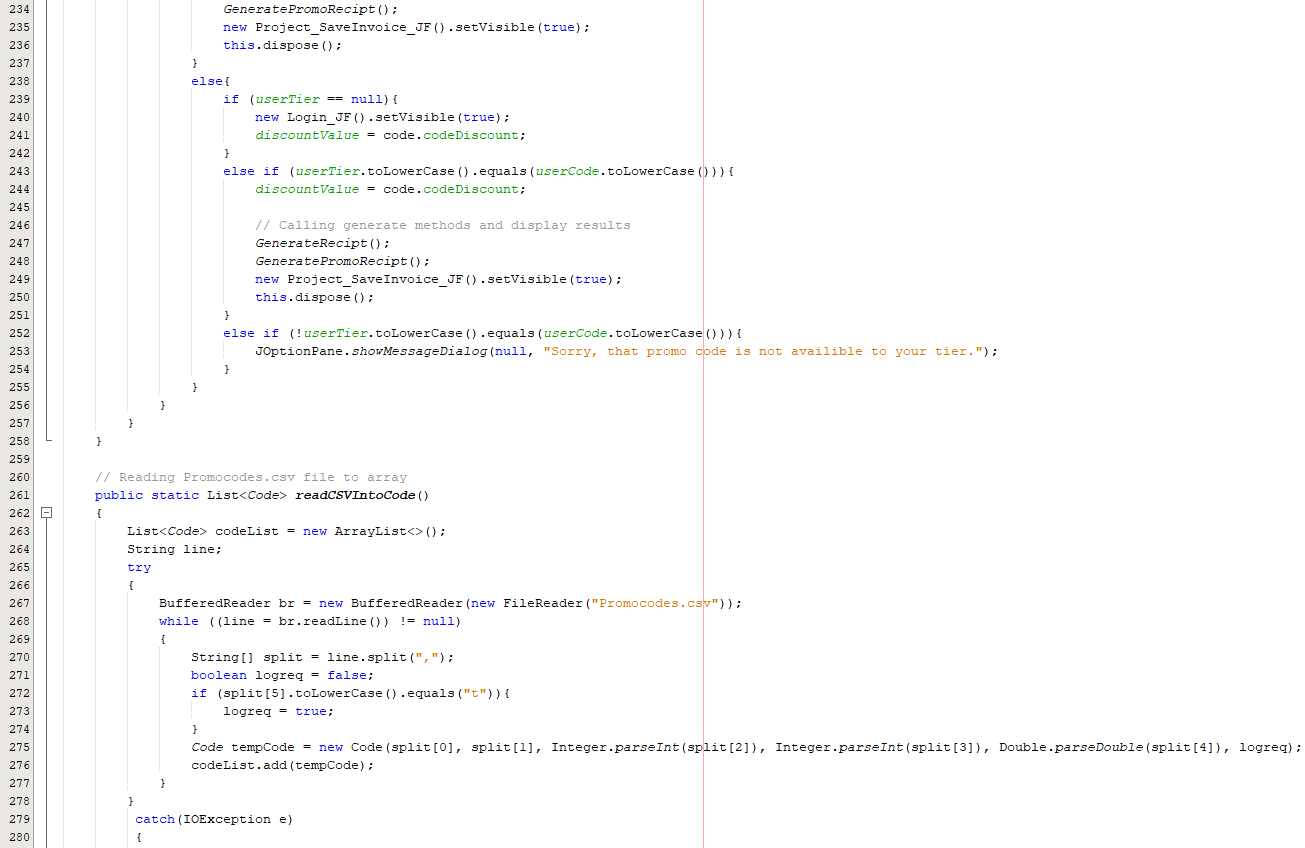 234 GeneratePromoRecipt();
235 new Project_SaveInvoice_JF().setVisible(true);
236 this.dispose();
237 }
238 else{
239 if (userTier == null){
240 new Login_JF().setVisible(true);
241 discountValue = code.codeDiscount;
242 }
243 else if (userTier.toLowerCase().equals(userCode.toLowerCase())){
244 discountValue = code.codeDiscount;
245
246 // Calling generate methods and display results
247 GenerateRecipt();
248 GeneratePromoRecipt();
249 new Project_SaveInvoice_JF().setVisible(true);
250 this.dispose();
251 }
252 else if (!userTier.toLowerCase().equals(userCode.toLowerCase())){
253 JOptionPane.showMessageDialog(null, "Sorry, that promo code is not availible to your tier.");
254 }
255 }
256 }
257 }
258 }
259
260 // Reading Promocodes.csv file to array
261 public static List<Code> readCSVIntoCode()
262 {
263 List<Code> codeList = new ArrayList<>();
264 String line;
265 try
266 {
267 BufferedReader br = new BufferedReader(new FileReader("Promocodes.csv"));
268 while ((line = br.readLine()) != null)
269 {
270 String[] split = line.split(",");
271 boolean logreq = false;
272 if (split[5].toLowerCase().equals("t")){
273 logreq = true;
274 }
275 Code tempCode = new Code(split[0], split[1], Integer.parseInt(split[2]), Integer.parseInt(split[3]), Double.parseDouble(split[4]), logreq);
276 codeList.add(tempCode);
277 }
278 }
279 catch(IOException e)
280 {